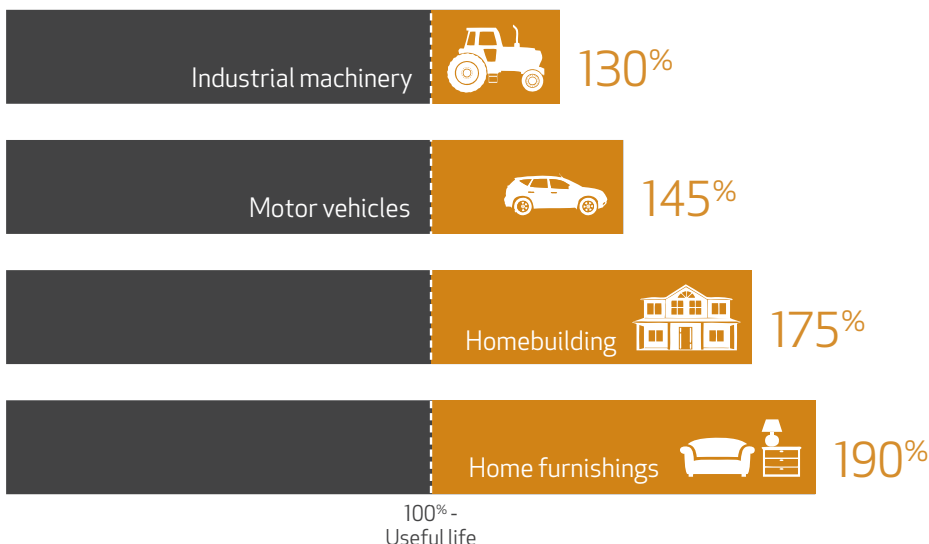 Industrial machinery
130%
Motor vehicles
145%
Homebuilding
175%
Home furnishings
190%
100% -
Useful life